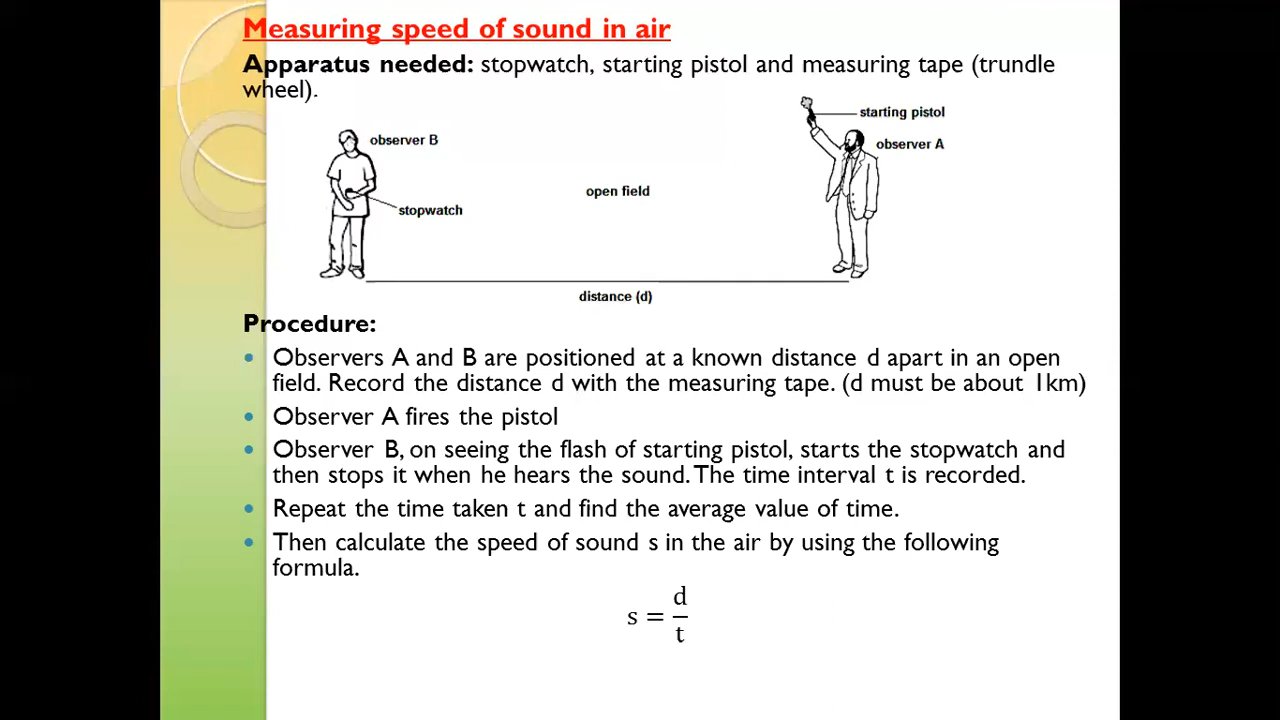 Measuring speed of sound in air
Apparatus needed: stopwatch, starting pistol and measuring tape (trundle
wheel).
starting pistol
observer B
observer A
open field
stopwatch
distance (d)
Procedure:
• Observers A and B are positioned at a known distance d apart in an open
field. Record the distance d with the measuring tape. (d must be about 1km)
• Observer A fires the pistol
• Observer B, on seeing the flash of starting pistol, starts the stopwatch and
then stops it when he hears the sound. The time interval t is recorded.
• Repeat the time taken t and find the average value of time.
• Then calculate the speed of sound s in the air by using the following
formula.
s = d/t